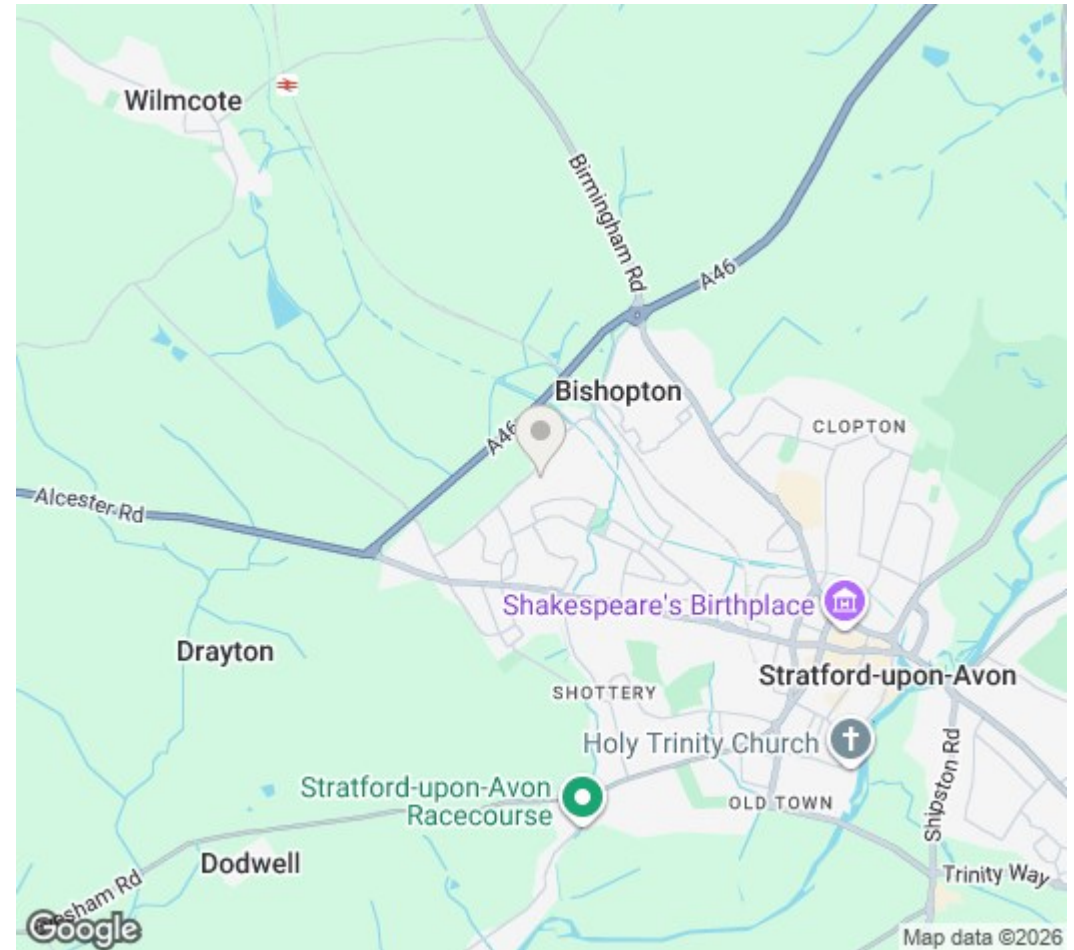 Wilmcote
Birmingham Rd
A46
Bishopton
CLOPTON
A46
Alcester Rd
Shakespeare's Birthplace
Drayton
Stratford-upon-Avon
SHOTTERY
Holy Trinity Church
Stratford-upon-Avon
Racecourse
OLD TOWN
Shipston Rd
Dodwell
Trinity Way
Rd
Google
Map data ©2026